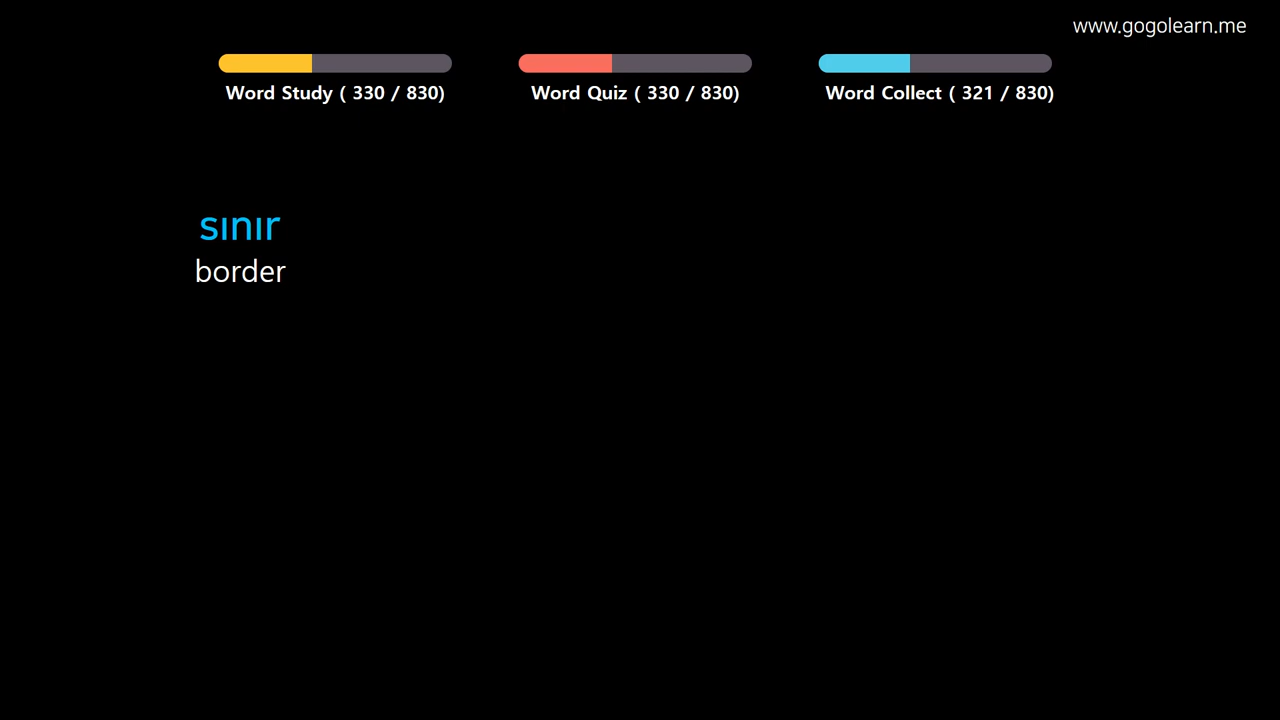 www.gogolearn.me
Word Study ( 330 / 830)
Word Quiz ( 330 / 830)
Word Collect ( 321 / 830)
sınır
border